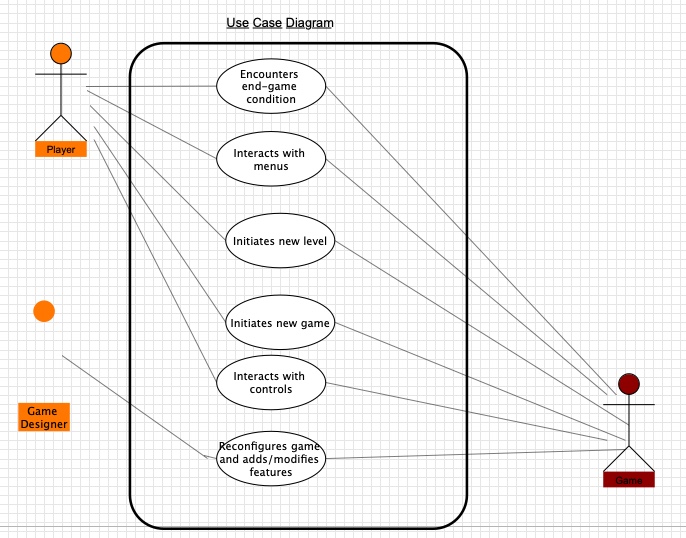 Use Case Diagram
Encounters
end-game
condition
Player
Interacts with
menus
Initiates new level
Initiates new game
Interacts with
controls
Game
Designer
Reconfigures game
and adds/modifies
features
Game